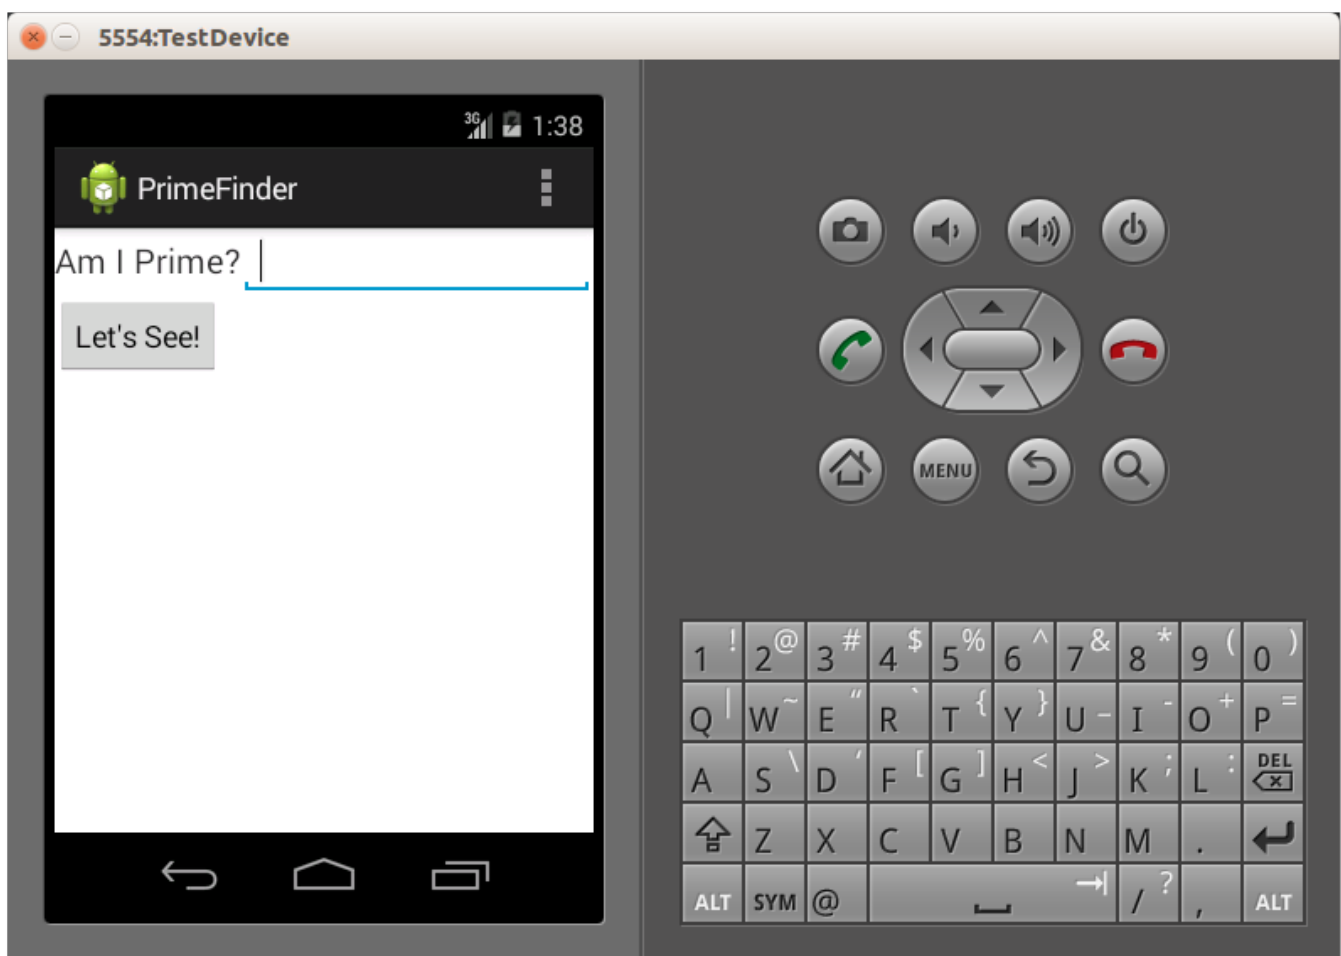 5554:TestDevice
3G 1:38
PrimeFinder
Am I Prime?
Let's See!
MENU
1 ! 2 @ 3 # 4 $ 5 % 6 ^ 7 & 8 * 9 ( 0 )
Q | W ~ E “ R ` T { Y } U _ I - O + P =
A S \ D ‘ F [ G ] H < J > K ; L : DEL
Z X C V B N M .
ALT SYM @ / ? , ALT